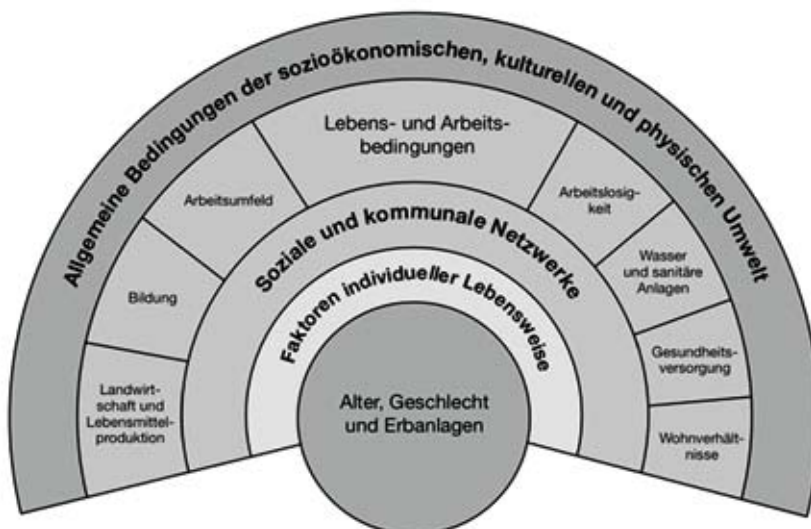 Allgemeine Bedingungen der sozioökonomischen, kulturellen und physischen Umwelt
Lebens- und Arbeits-
bedingungen
Arbeitsumfeld
Bildung
Landwirt-
schaft und
Lebensmittel-
produktion
Arbeitslosig-
keit
Wasser
und sanitäre
Anlagen
Gesundheits-
versorgung
Wohnverhält-
nisse
Soziale und kommunale Netzwerke
Faktoren individueller Lebensweise
Alter, Geschlecht
und Erbanlagen